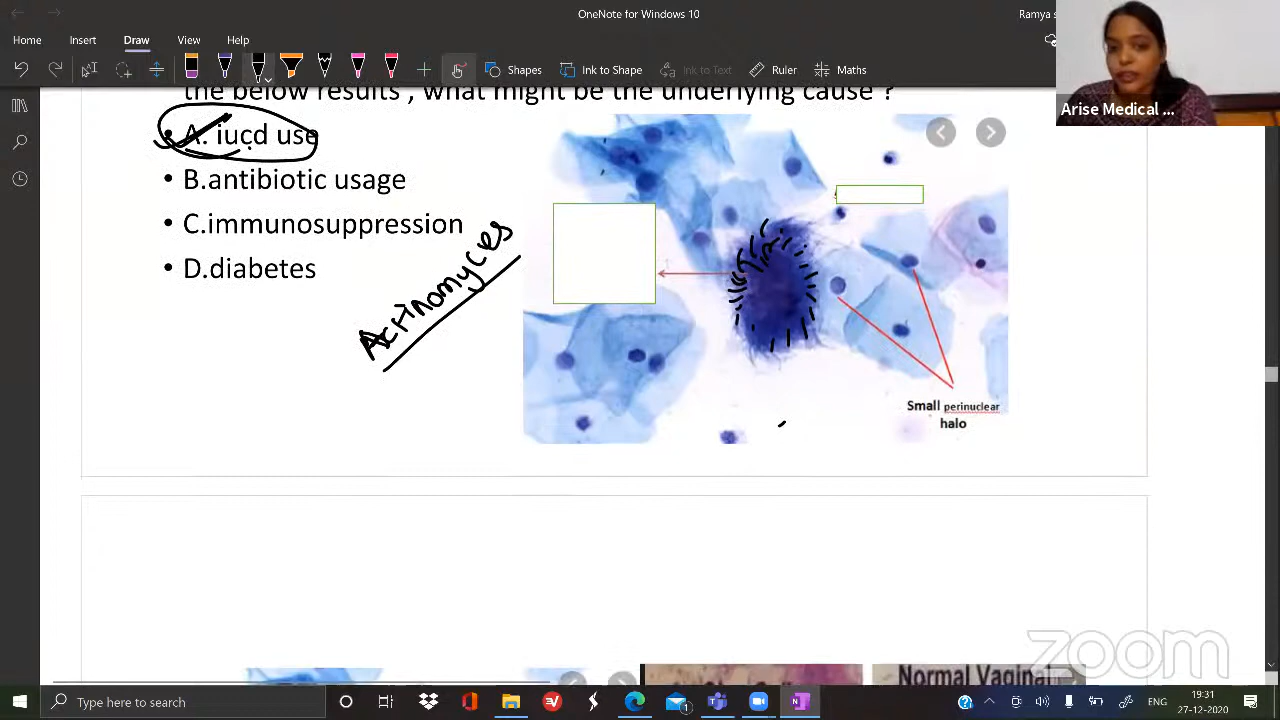 OneNote for Windows 10
Ramya s
Home Insert Draw View Help
Shapes Ink to Shape Ink to Text Ruler Maths
Arise Medical ...
the below results , what might be the underlying cause ?
• A. iucd use
• B.antibiotic usage
• C.immunosuppression
• D.diabetes
Actinomyces
Small perinuclear
halo
zoom
Normal Vaginal
Type here to search
1
ENG
19:31
27-12-2020